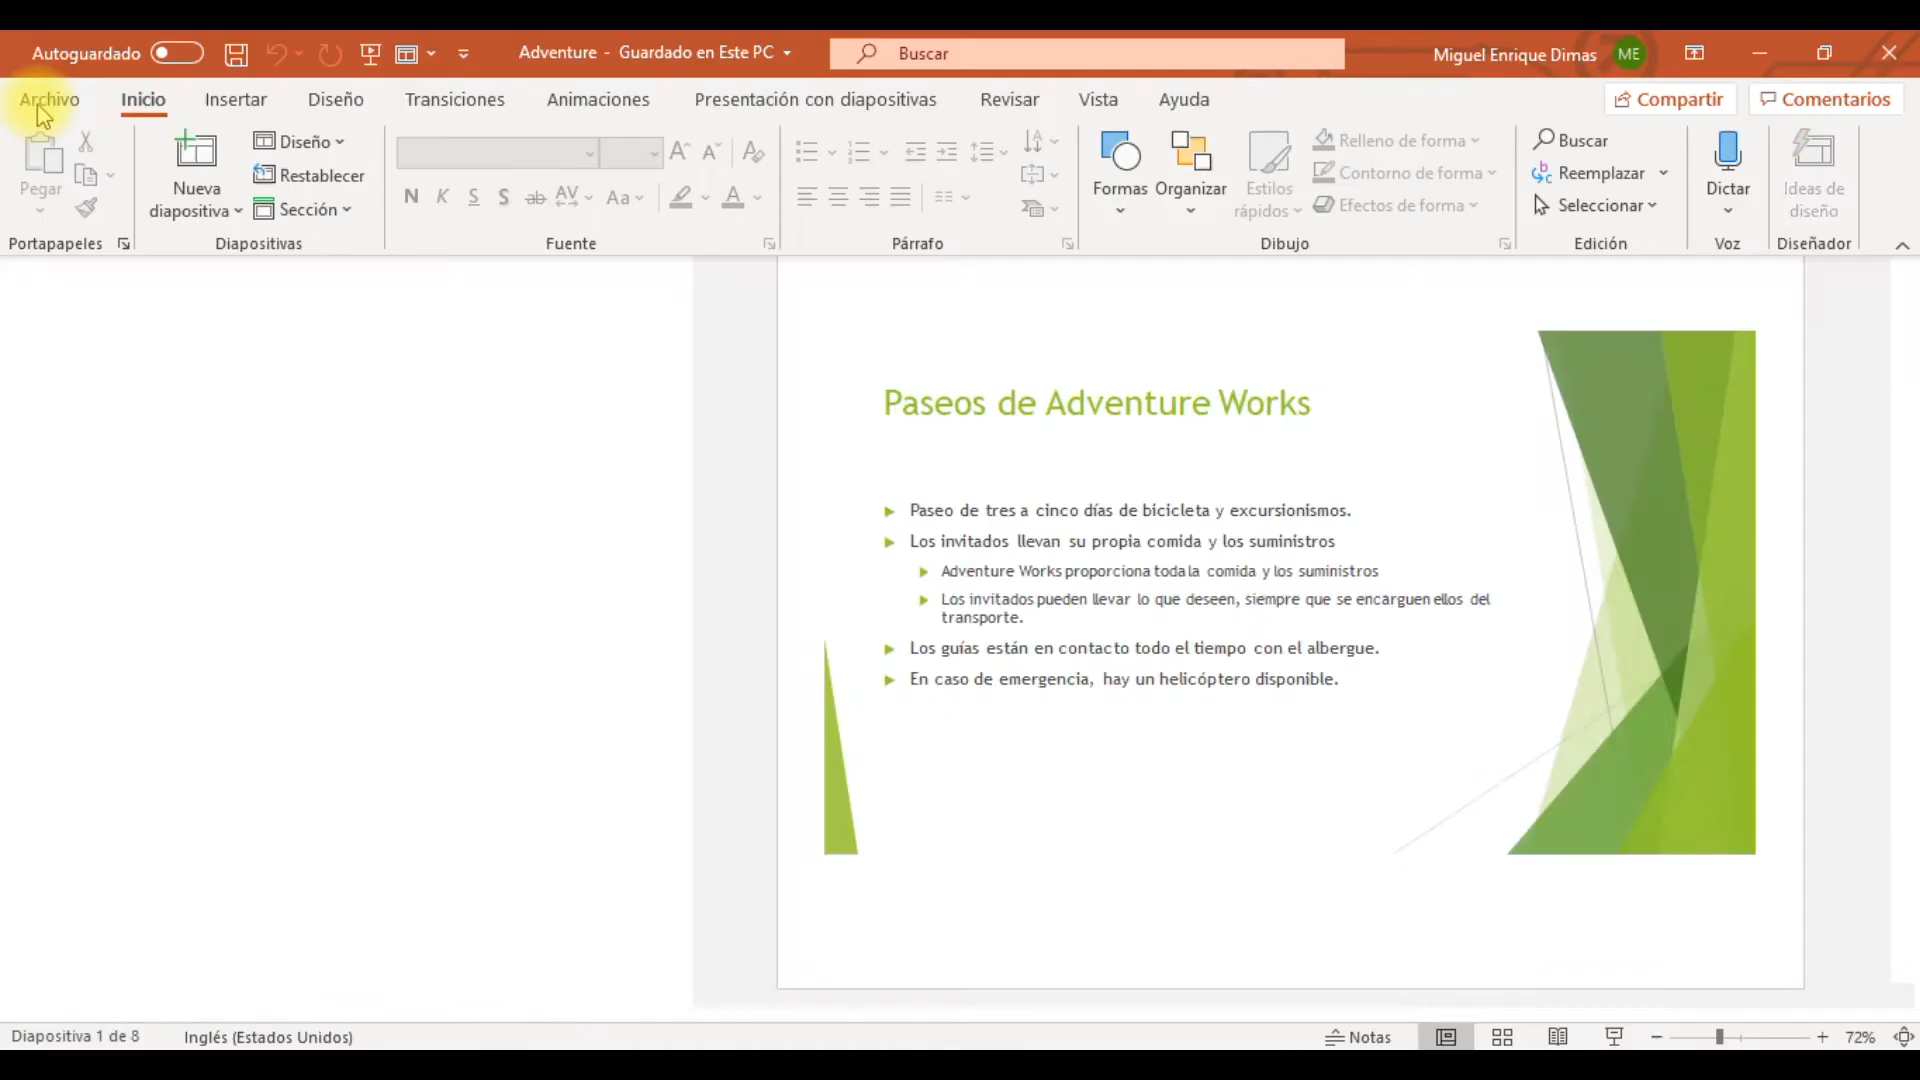 Autoguardado
Adventure - Guardado en Este PC
Buscar
Miguel Enrique Dimas
ME
Archivo
Inicio
Insertar
Diseño
Transiciones
Animaciones
Presentación con diapositivas
Revisar
Vista
Ayuda
Compartir
Comentarios
Pegar
Portapapeles
Nueva
diapositiva
Diseño
Restablecer
Sección
Diapositivas
N K S S ab AV Aa A
Fuente
Párrafo
Formas
Organizar
Estilos
rápidos
Relleno de forma
Contorno de forma
Efectos de forma
Dibujo
Buscar
Reemplazar
Seleccionar
Edición
Dictar
Voz
Ideas de
diseño
Diseñador
Paseos de Adventure Works
Paseo de tres a cinco días de bicicleta y excursionismos.
Los invitados llevan su propia comida y los suministros
Adventure Works proporciona toda la comida y los suministros
Los invitados pueden llevar lo que deseen, siempre que se encarguen ellos del
transporte.
Los guías están en contacto todo el tiempo con el albergue.
En caso de emergencia, hay un helicóptero disponible.
Diapositiva 1 de 8
Inglés (Estados Unidos)
Notas
72%